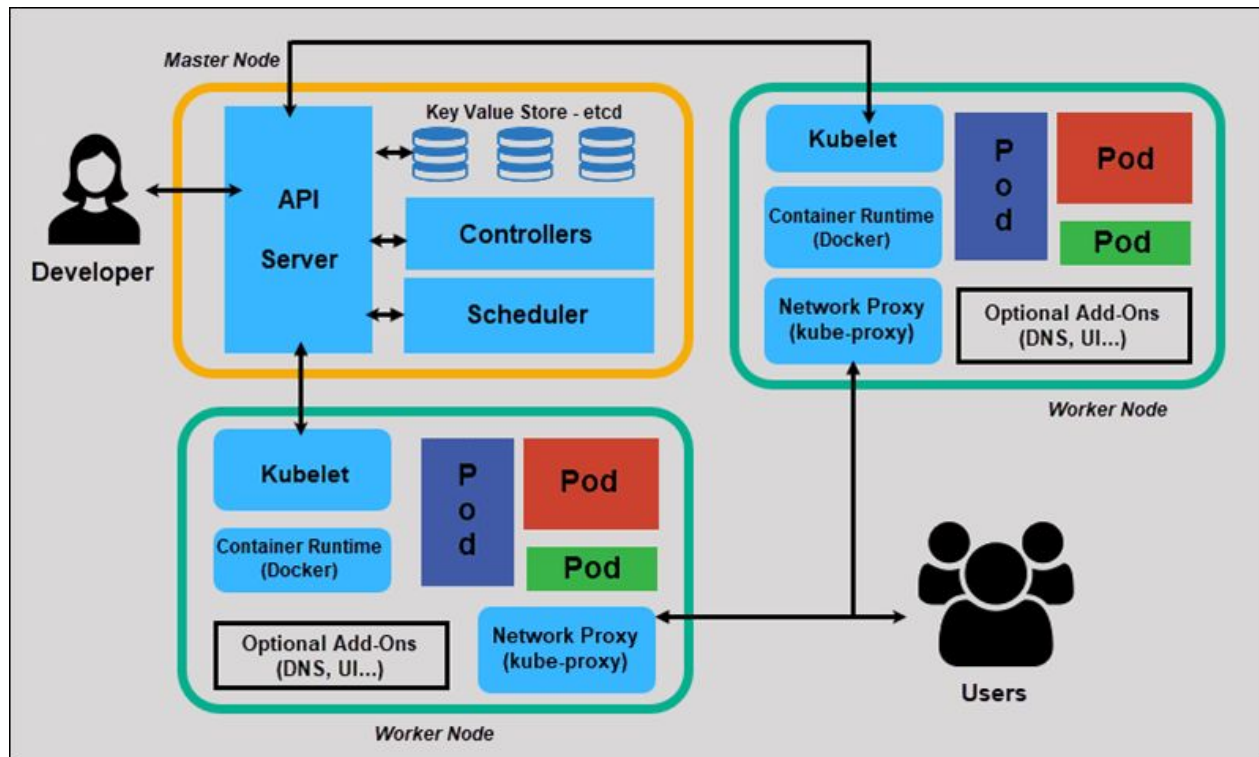 Master Node
Key Value Store - etcd
API
Server
Controllers
Scheduler
Developer
Kubelet
Container Runtime
(Docker)
Network Proxy
(kube-proxy)
Pod
Pod
Pod
Optional Add-Ons
(DNS, UI...)
Worker Node
Kubelet
Container Runtime
(Docker)
Pod
Pod
Pod
Optional Add-Ons
(DNS, UI...)
Network Proxy
(kube-proxy)
Worker Node
Users